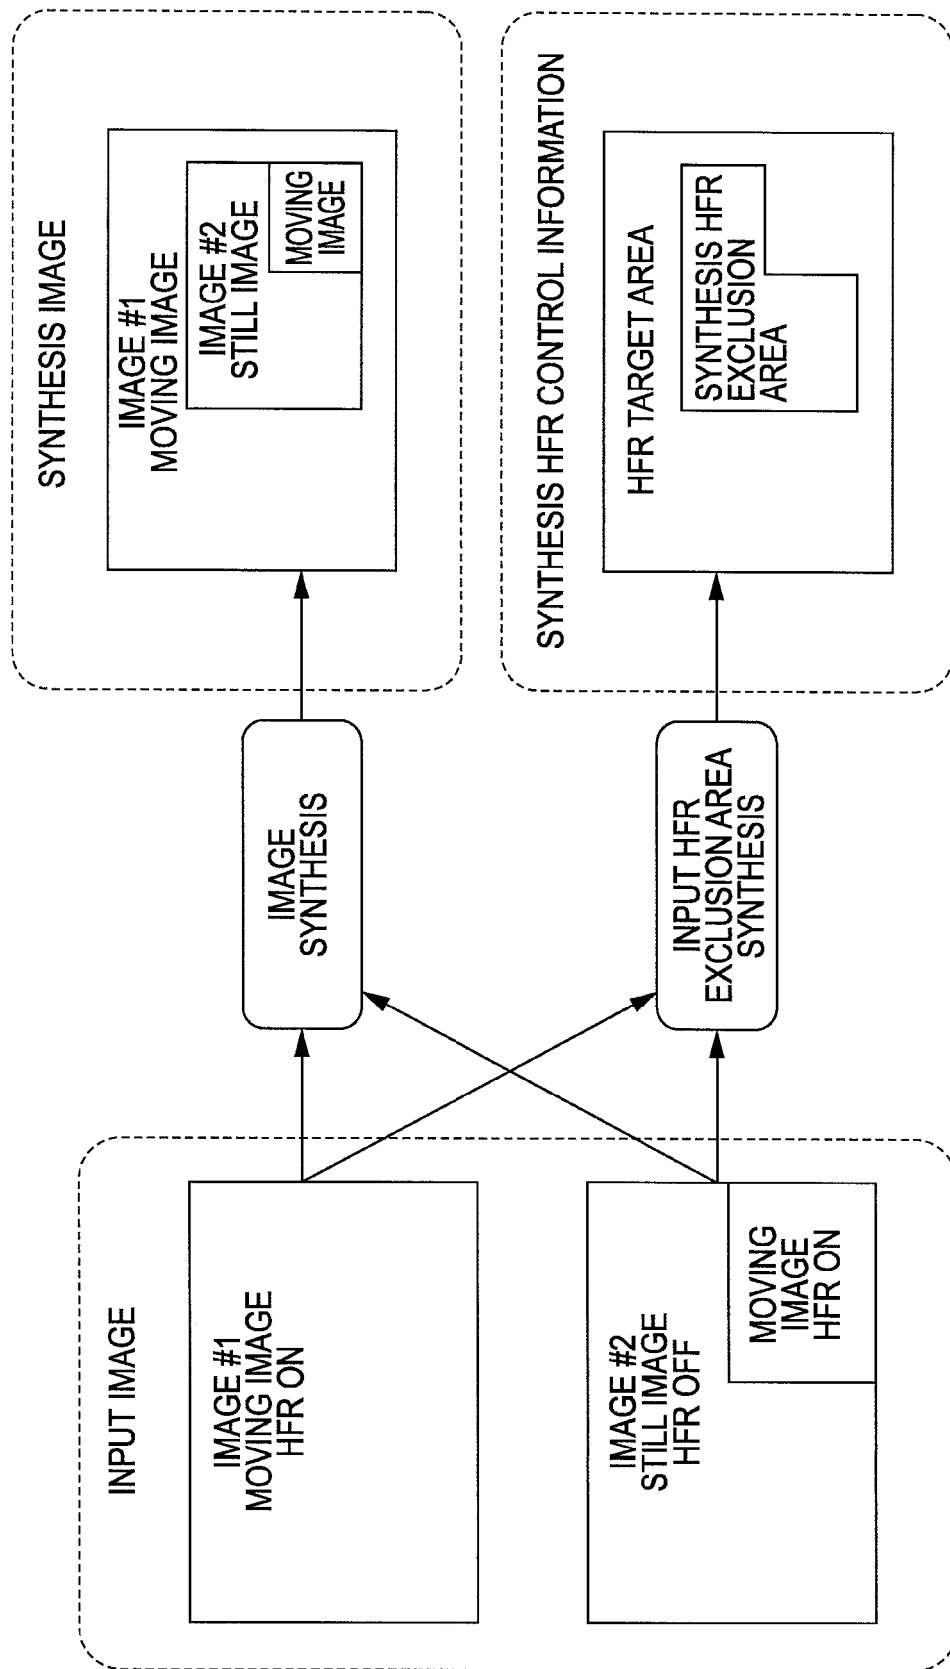 INPUT IMAGE
IMAGE #1
MOVING IMAGE
HFR ON
IMAGE #2
STILL IMAGE
HFR OFF
MOVING
IMAGE
HFR ON
IMAGE
SYNTHESIS
INPUT HFR
EXCLUSION AREA
SYNTHESIS
SYNTHESIS IMAGE
IMAGE #1
MOVING IMAGE
IMAGE #2
STILL IMAGE
MOVING
IMAGE
SYNTHESIS HFR CONTROL INFORMATION
HFR TARGET AREA
SYNTHESIS HFR
EXCLUSION
AREA